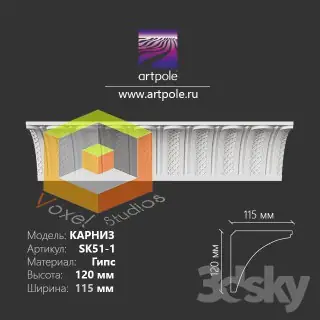 artpole
www.artpole.ru
Voxel Studios
Модель: КАРНИЗ
Артикул: SK51-1
Материал: Гипс
Высота: 120 мм
Ширина: 115 мм
115 мм
120 мм
3dsky